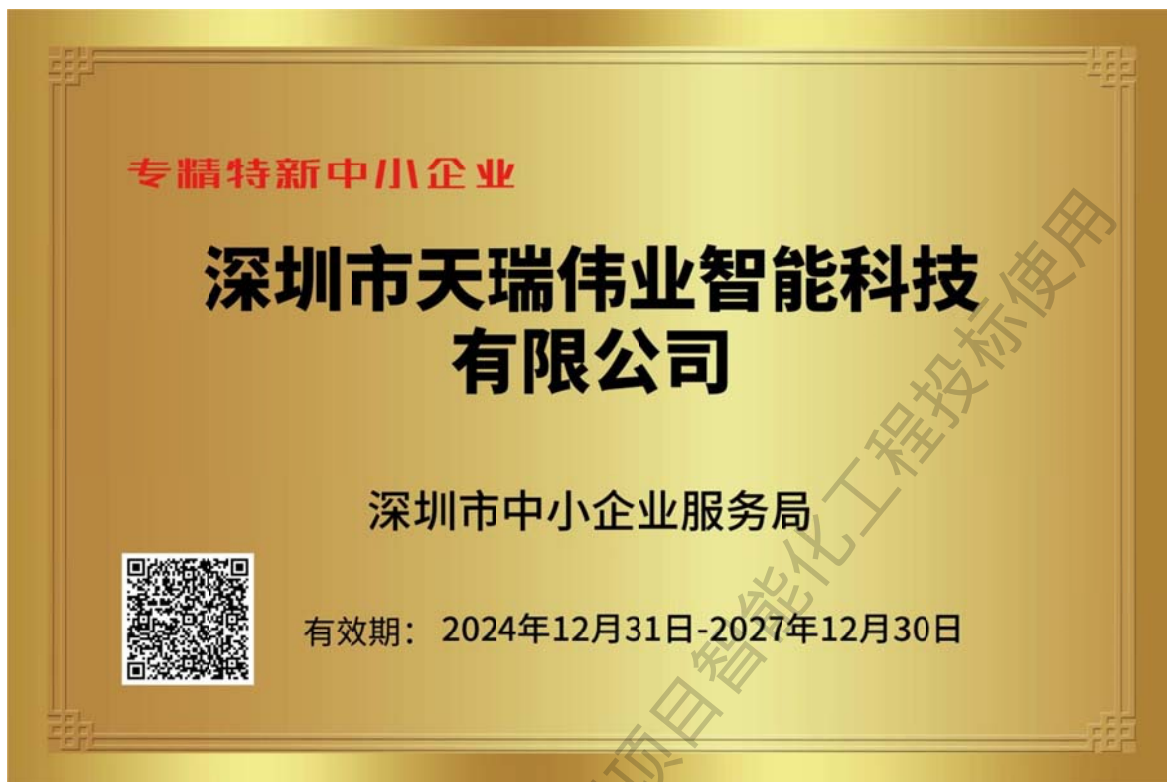 专精特新中小企业
深圳市天瑞伟业智能科技
有限公司
深圳市中小企业服务局
有效期： 2024年12月31日-2027年12月30日
项目智能化工程投标使用